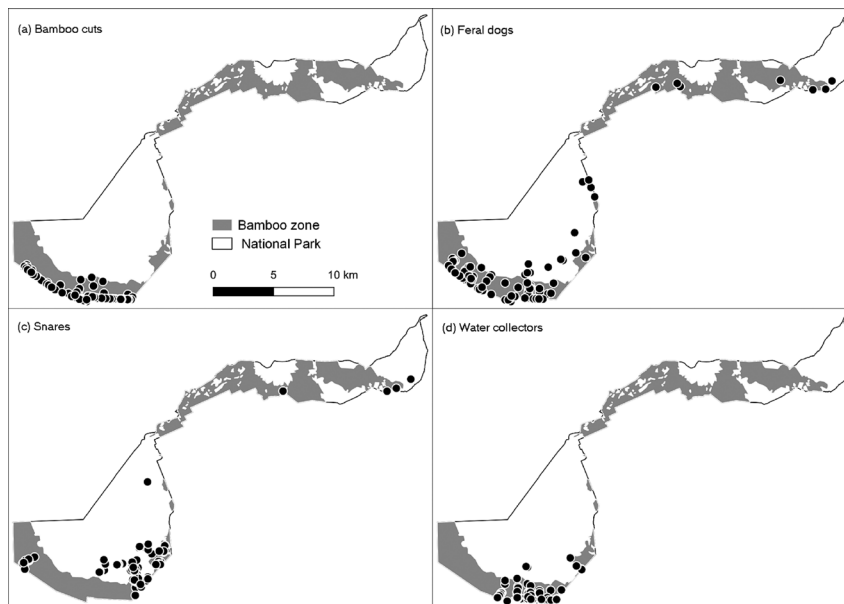 (a) Bamboo cuts
(b) Feral dogs
Bamboo zone
National Park
0 5 10 km
(c) Snares
(d) Water collectors